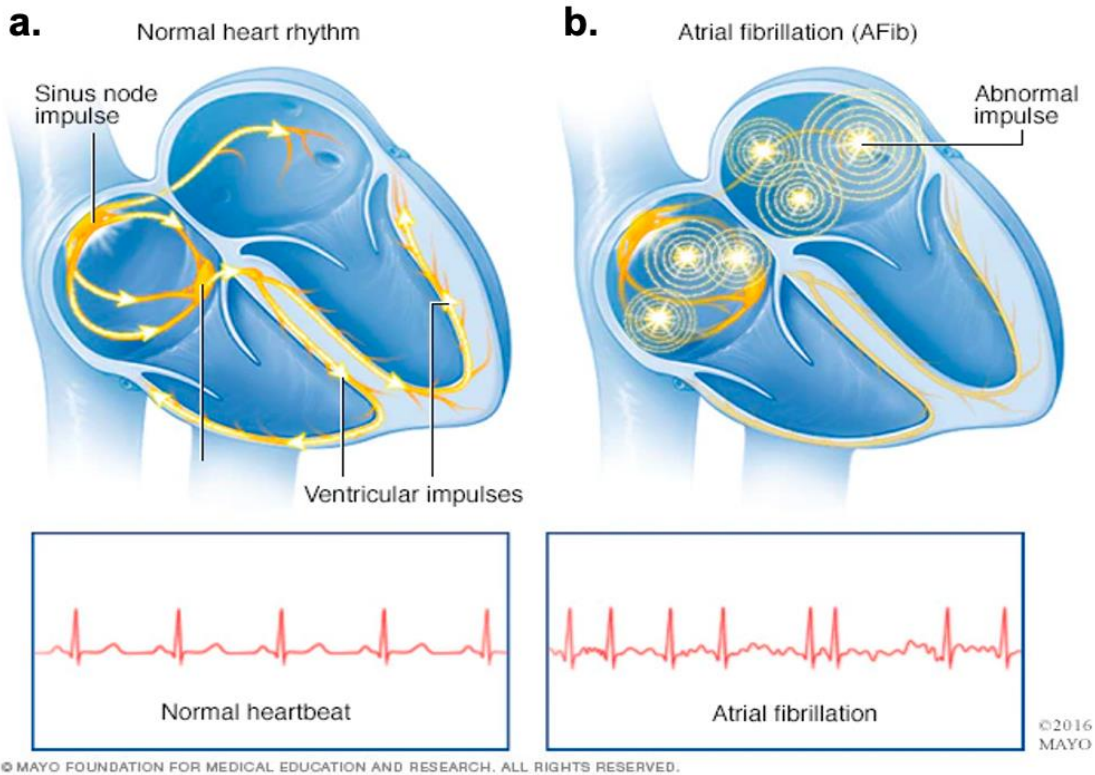 a.
Normal heart rhythm
Sinus node
impulse
Ventricular impulses
b.
Atrial fibrillation (AFib)
Abnormal
impulse
Normal heartbeat
Atrial fibrillation
©2016
MAYO
© MAYO FOUNDATION FOR MEDICAL EDUCATION AND RESEARCH. ALL RIGHTS RESERVED.